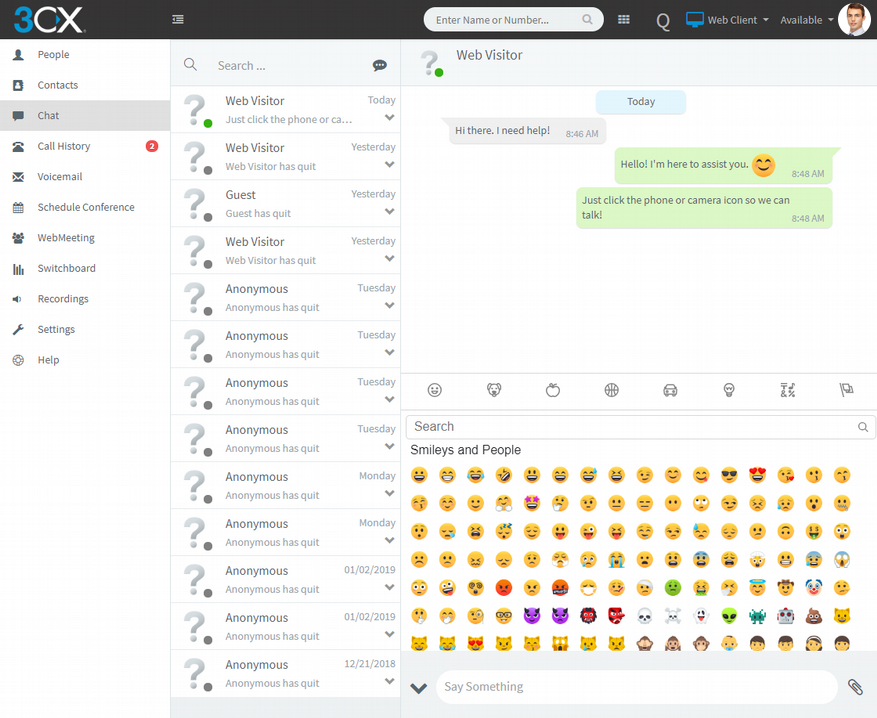 3CX
Enter Name or Number...
Q
Web Client
Available
People
Contacts
Chat
Call History
2
Voicemail
Schedule Conference
WebMeeting
Switchboard
Recordings
Settings
Help
Search ...
Web Visitor
Today
Just click the phone or ca...
Web Visitor
Yesterday
Web Visitor has quit
Guest
Yesterday
Guest has quit
Web Visitor
Yesterday
Web Visitor has quit
Anonymous
Tuesday
Anonymous has quit
Anonymous
Tuesday
Anonymous has quit
Anonymous
Tuesday
Anonymous has quit
Anonymous
Tuesday
Anonymous has quit
Anonymous
Monday
Anonymous has quit
Anonymous
Monday
Anonymous has quit
Anonymous
01/02/2019
Anonymous has quit
Anonymous
01/02/2019
Anonymous has quit
Anonymous
12/21/2018
Anonymous has quit
Web Visitor
Today
Hi there. I need help!
8:46 AM
Hello! I'm here to assist you. 😊
8:48 AM
Just click the phone or camera icon so we can
talk!
8:48 AM
Search
Smileys and People
Say Something